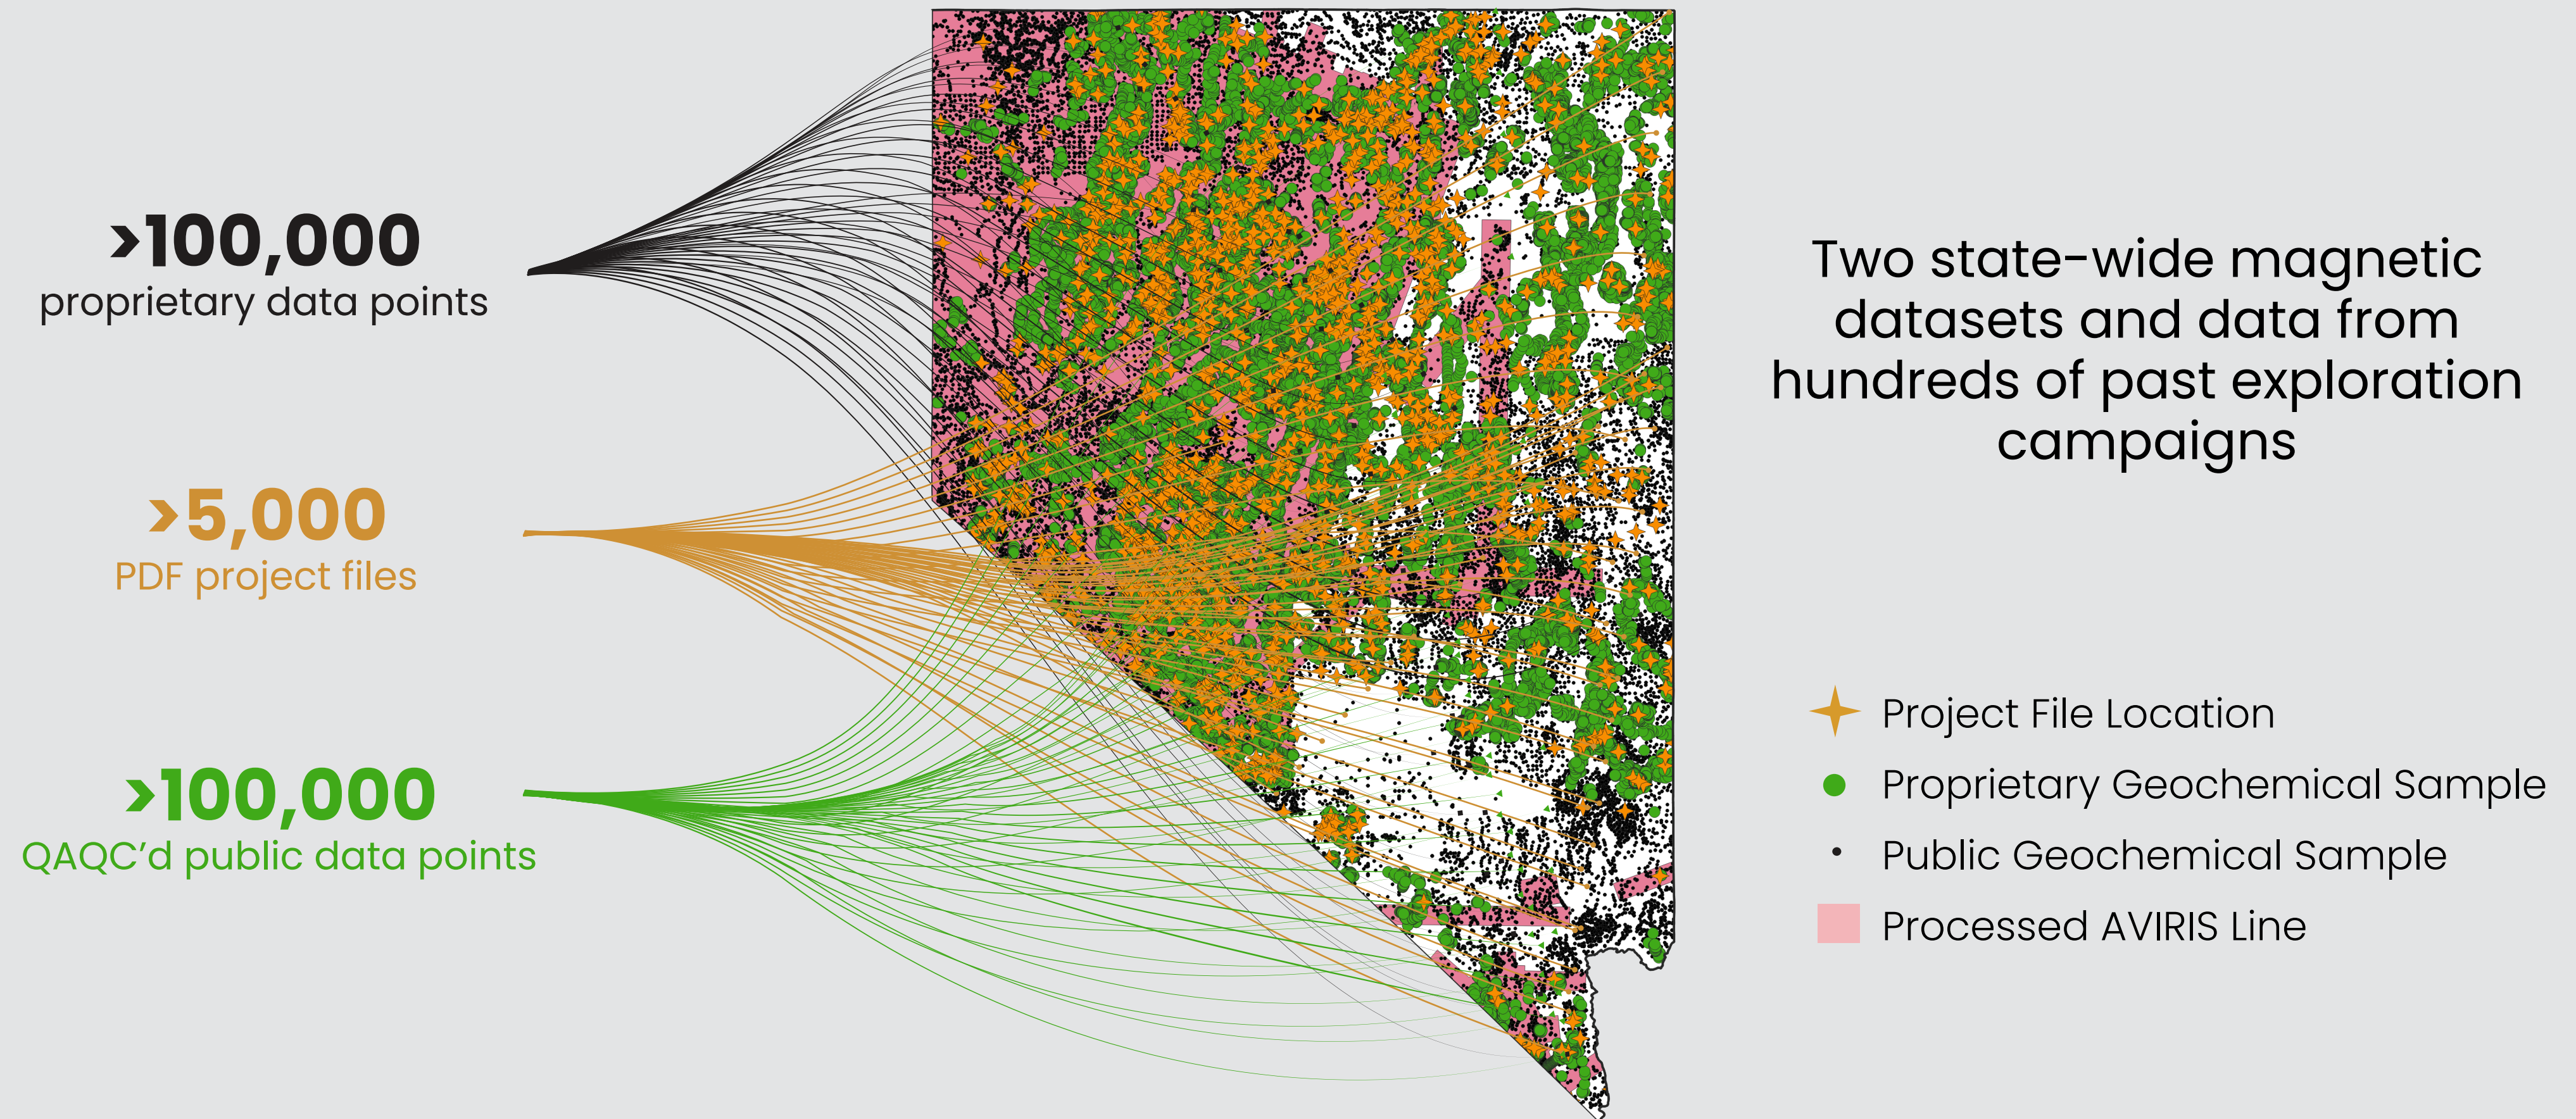 >100,000
proprietary data points
>5,000
PDF project files
>100,000
QAQC’d public data points
Two state-wide magnetic
datasets and data from
hundreds of past exploration
campaigns
Project File Location
Proprietary Geochemical Sample
Public Geochemical Sample
Processed AVIRIS Line